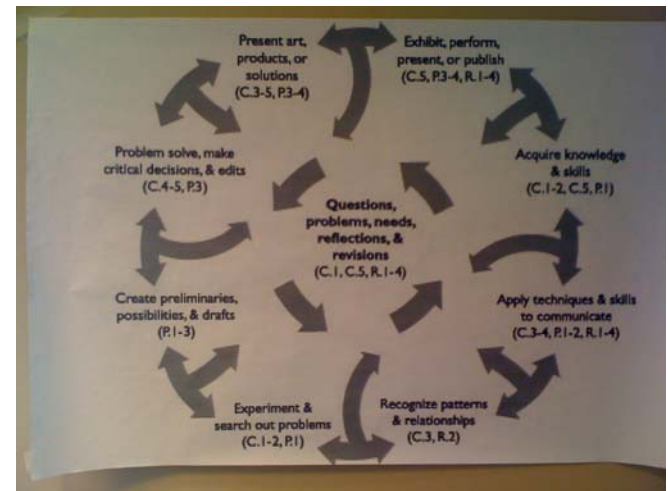 Present art,
products, or
solutions
(C.3-5, P.3-4)
Exhibit, perform,
present, or publish
(C.5, P.3-4, R.1-4)
Acquire knowledge
& skills
(C.1-2, C.5, P.1)
Apply techniques & skills
to communicate
(C.3-4, P.1-2, R.1-4)
Recognize patterns
& relationships
(C.3, R.2)
Experiment &
search out problems
(C.1-2, P.1)
Create preliminaries,
possibilities, & drafts
(P.1-3)
Problem solve, make
critical decisions, & edits
(C.4-5, P.3)
Questions,
problems, needs,
reflections, &
revisions
(C.1, C.5, R.1-4)